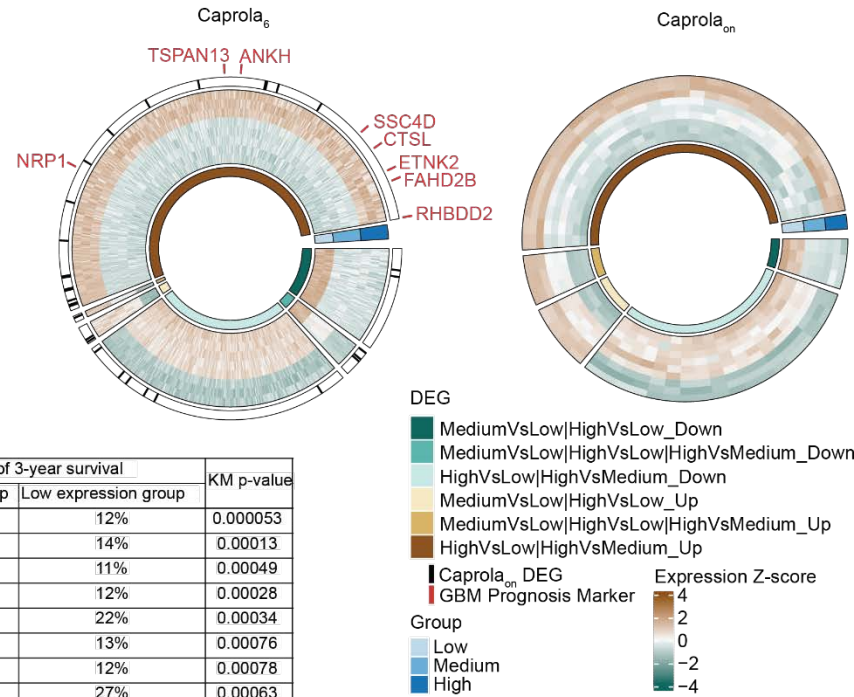 Caprola6
Caprolaon
TSPAN13 ANKH
SSC4D
CTSL
NRP1
ETNK2
FAHD2B
RHBDD2
DEG
MediumVsLow|HighVsLow_Down
MediumVsLow|HighVsLow|HighVsMedium_Down
HighVsLow|HighVsMedium_Down
MediumVsLow|HighVsLow_Up
MediumVsLow|HighVsLow|HighVsMedium_Up
HighVsLow|HighVsMedium_Up
Caprolaon DEG
GBM Prognosis Marker
Expression Z-score
4
2
0
−2
−4
Group
Low
Medium
High
of 3-year survival
KM p-value
p Low expression group
12% 0.000053
14% 0.00013
11% 0.00049
12% 0.00028
22% 0.00034
13% 0.00076
12% 0.00078
27% 0.00063